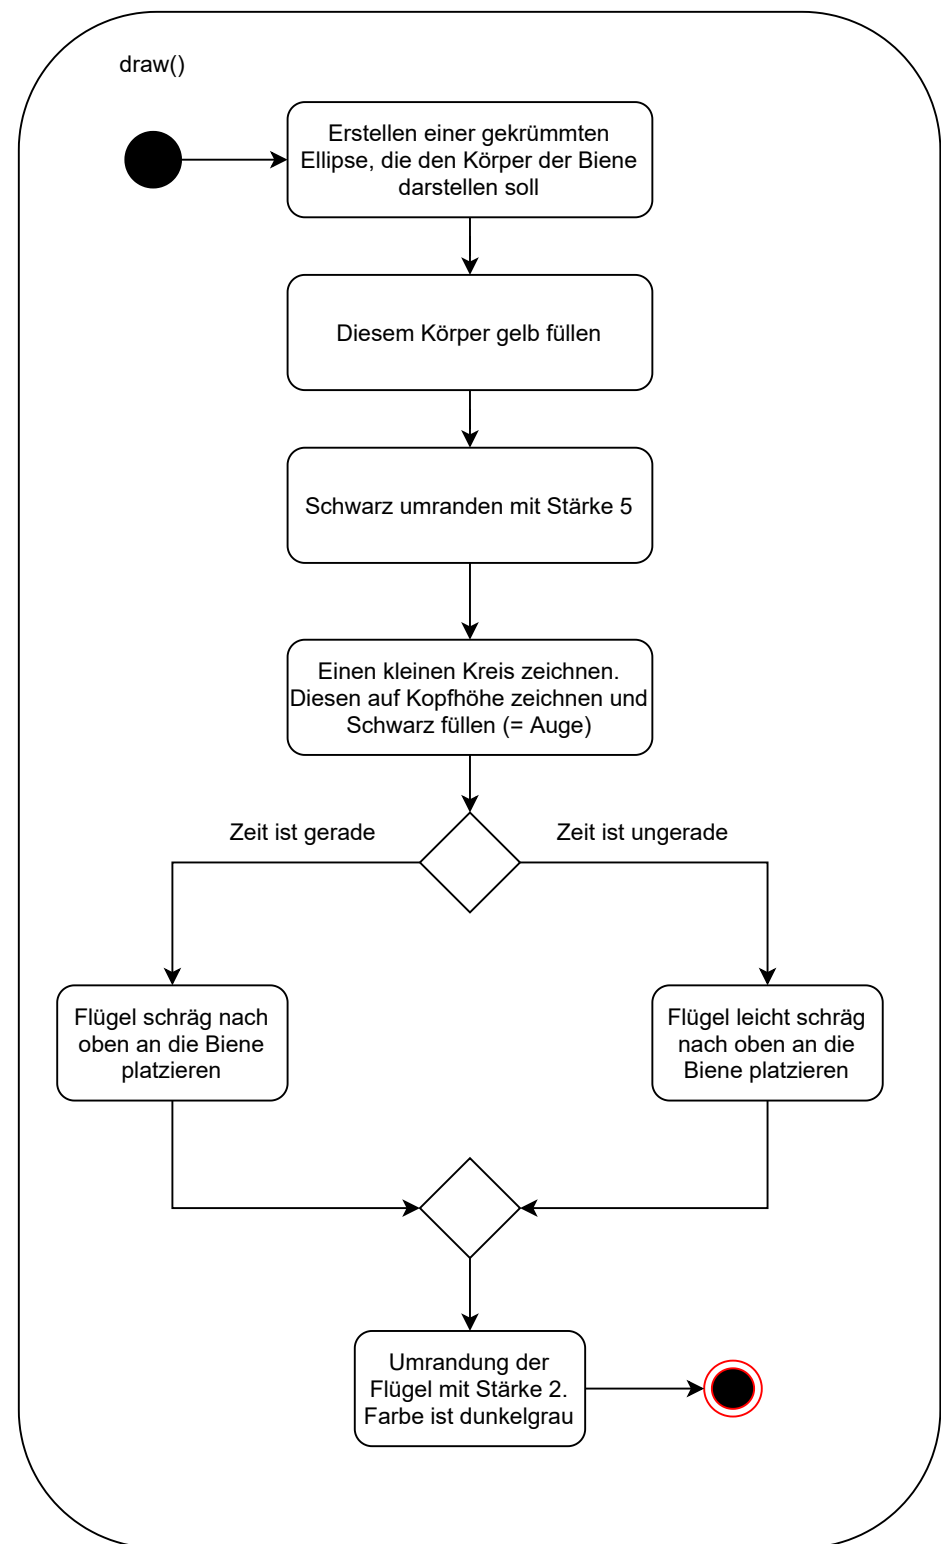 draw()
Erstellen einer gekrümmten
Ellipse, die den Körper der Biene
darstellen soll
Diesem Körper gelb füllen
Schwarz umranden mit Stärke 5
Einen kleinen Kreis zeichnen.
Diesen auf Kopfhöhe zeichnen und
Schwarz füllen (= Auge)
Zeit ist gerade
Zeit ist ungerade
Flügel schräg nach
oben an die Biene
platzieren
Flügel leicht schräg
nach oben an die
Biene platzieren
Umrandung der
Flügel mit Stärke 2.
Farbe ist dunkelgrau